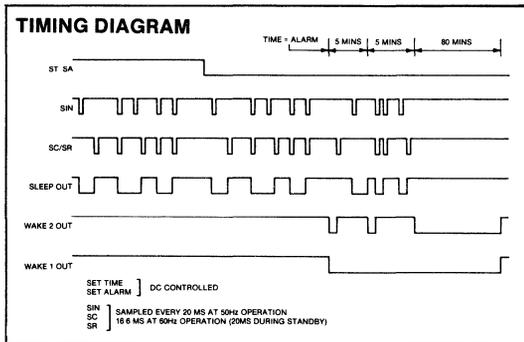 TIMING DIAGRAM
TIME = ALARM
5 MINS
5 MINS
80 MINS
ST SA
SIN
SC/SR
SLEEP OUT
WAKE 2 OUT
WAKE 1 OUT
SET TIME
SET ALARM
DC CONTROLLED
SIN
SC
SR
SAMPLED EVERY 20 MS AT 50Hz OPERATION
16 6 MS AT 60Hz OPERATION (20MS DURING STANDBY)